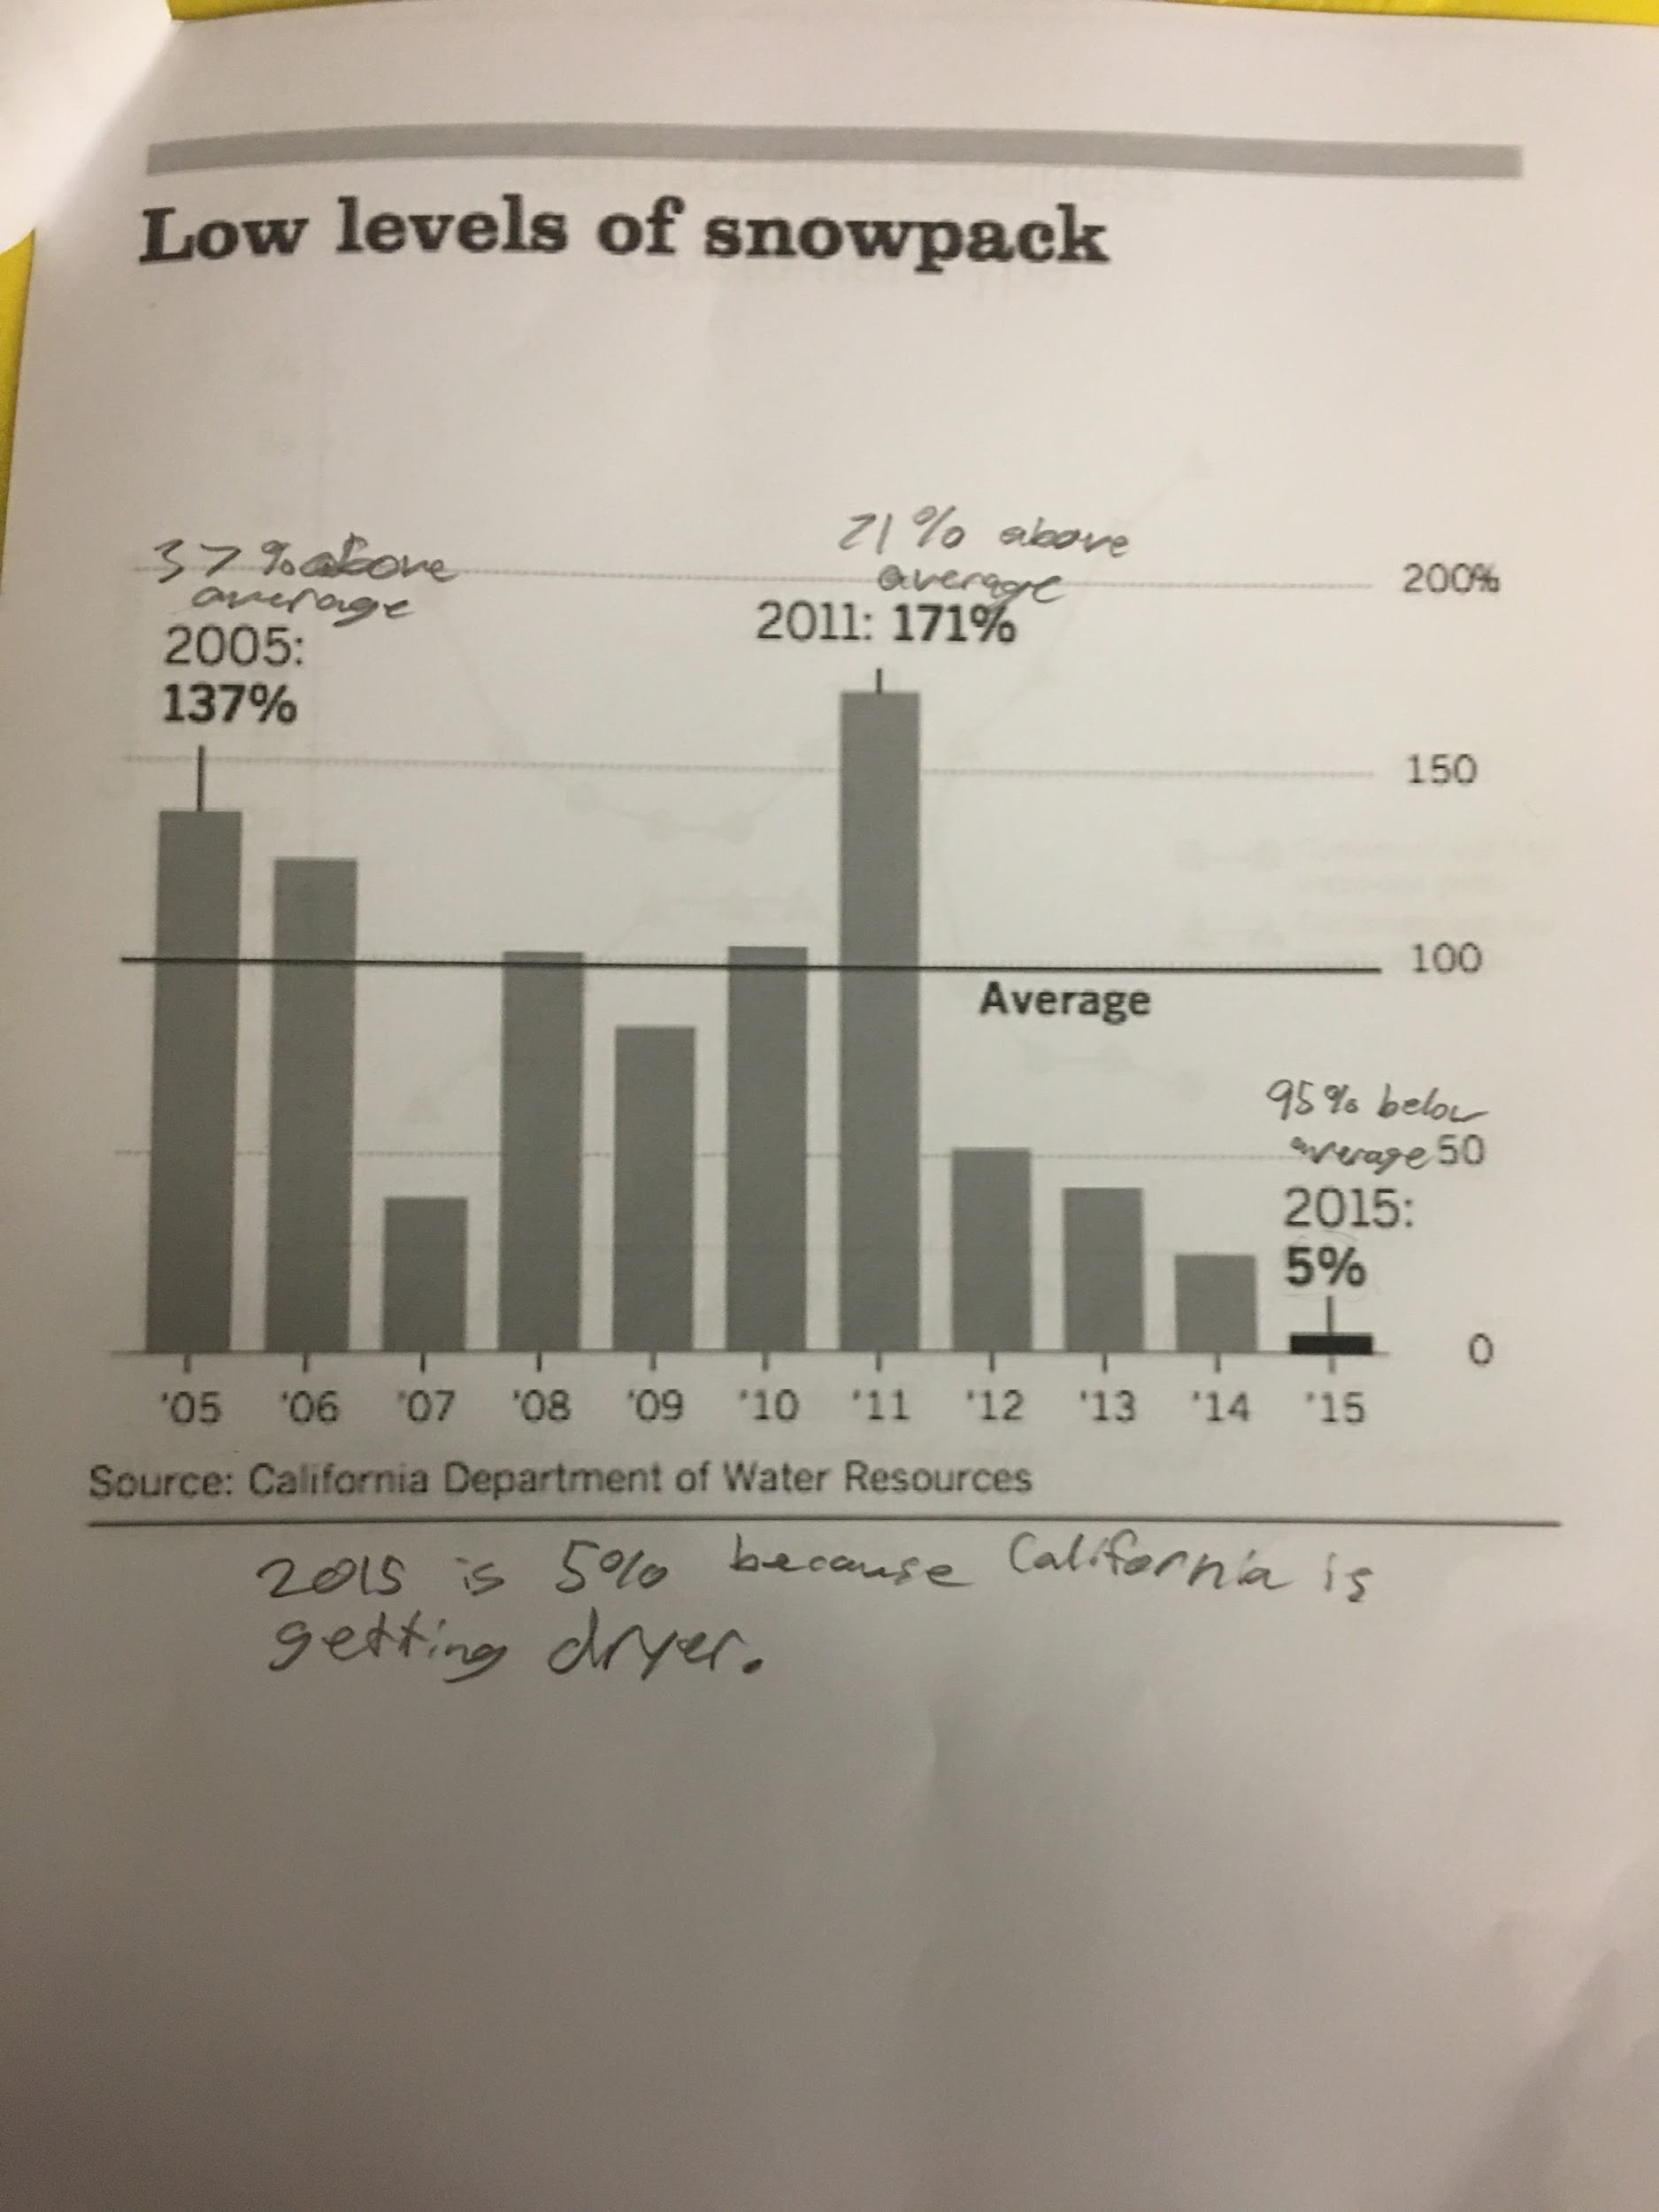 Low levels of snowpack
37% above
average
2005:
137%
71% above
average
2011: 171%
200%
150
100
Average
95% below
average
50
2015:
5%
0
'05 '06 '07 '08 '09 '10 '11 '12 '13 '14 '15
Source: California Department of Water Resources
2015 is 5% because California is
getting dryer.